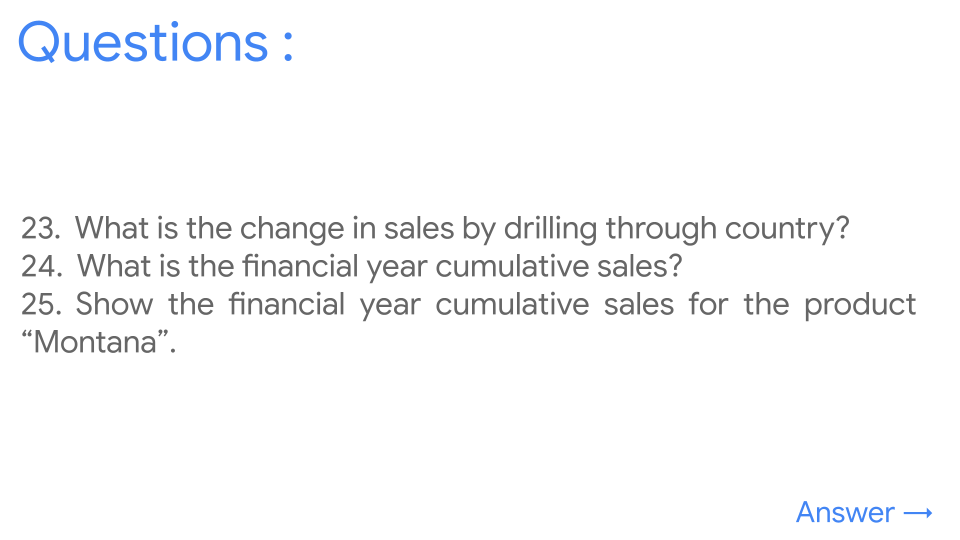 Questions :
23. What is the change in sales by drilling through country?
24. What is the financial year cumulative sales?
25. Show the financial year cumulative sales for the product
“Montana”.
Answer →